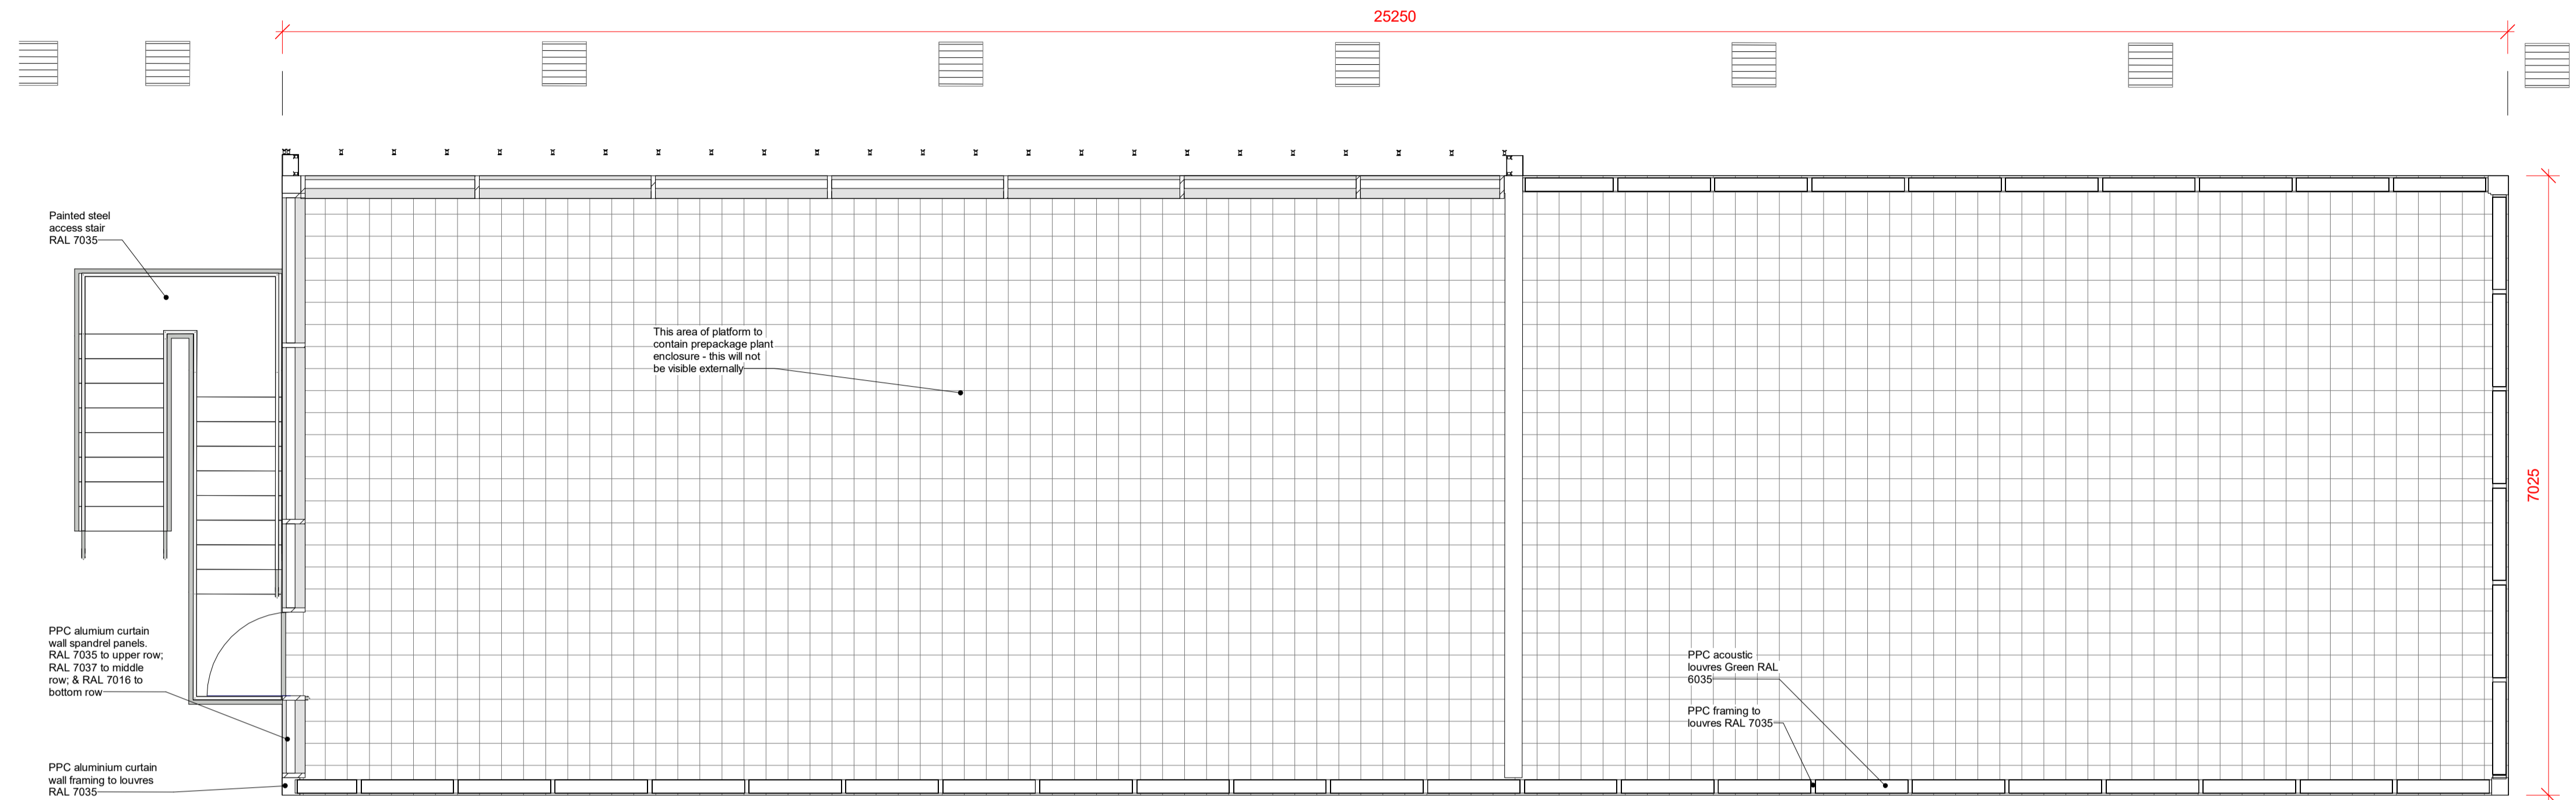 25250
Painted steel
access stair
RAL 7035
This area of platform to
contain prepackage plant
enclosure - this will not
be visible externally
7025
PPC alumium curtain
wall spandrel panels.
RAL 7035 to upper row;
RAL 7037 to middle
row; & RAL 7016 to
bottom row
PPC acoustic
louvres Green RAL
6035
PPC framing to
louvres RAL 7035
PPC aluminium curtain
wall framing to louvres
RAL 7035